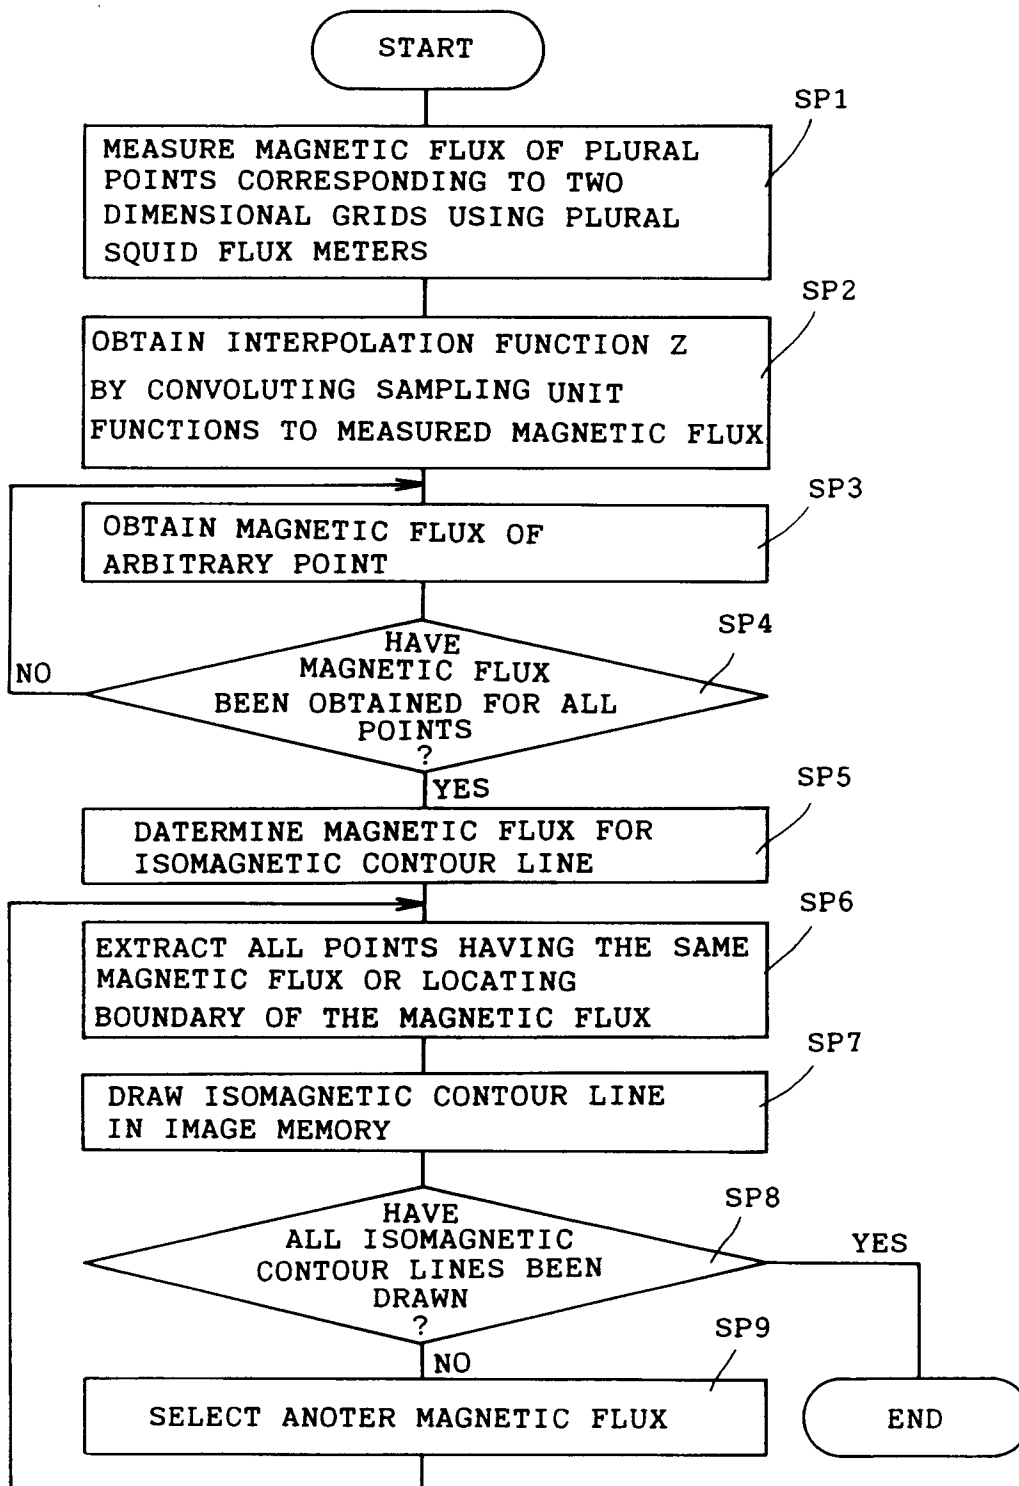 START
SP1
MEASURE MAGNETIC FLUX OF PLURAL
POINTS CORRESPONDING TO TWO
DIMENSIONAL GRIDS USING PLURAL
SQUID FLUX METERS
SP2
OBTAIN INTERPOLATION FUNCTION Z
BY CONVOLUTING SAMPLING UNIT
FUNCTIONS TO MEASURED MAGNETIC FLUX
SP3
OBTAIN MAGNETIC FLUX OF
ARBITRARY POINT
SP4
HAVE
MAGNETIC FLUX
BEEN OBTAINED FOR ALL
POINTS
?
NO
YES
SP5
DATERMINE MAGNETIC FLUX FOR
ISOMAGNETIC CONTOUR LINE
SP6
EXTRACT ALL POINTS HAVING THE SAME
MAGNETIC FLUX OR LOCATING
BOUNDARY OF THE MAGNETIC FLUX
SP7
DRAW ISOMAGNETIC CONTOUR LINE
IN IMAGE MEMORY
SP8
HAVE
ALL ISOMAGNETIC
CONTOUR LINES BEEN
DRAWN
?
YES
NO
SP9
SELECT ANOTER MAGNETIC FLUX
END